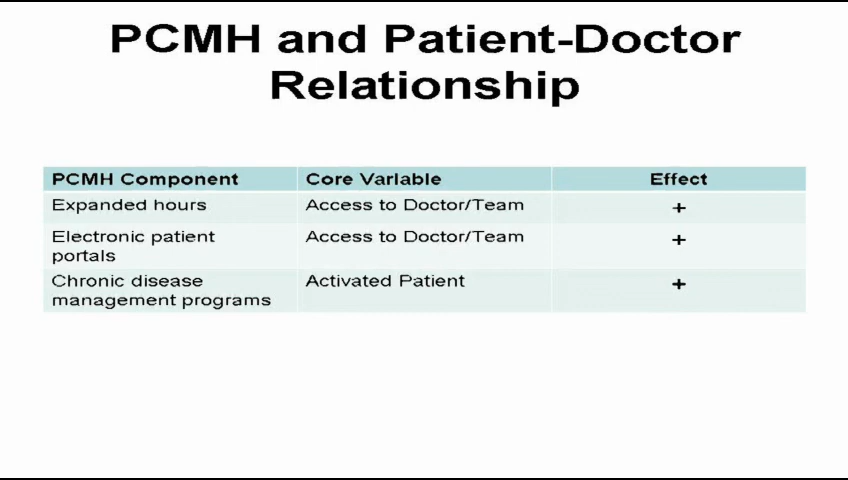 PCMH and Patient-Doctor
Relationship
PCMH Component Core Variable Effect
Expanded hours Access to Doctor/Team +
Electronic patient portals Access to Doctor/Team +
Chronic disease management programs Activated Patient +